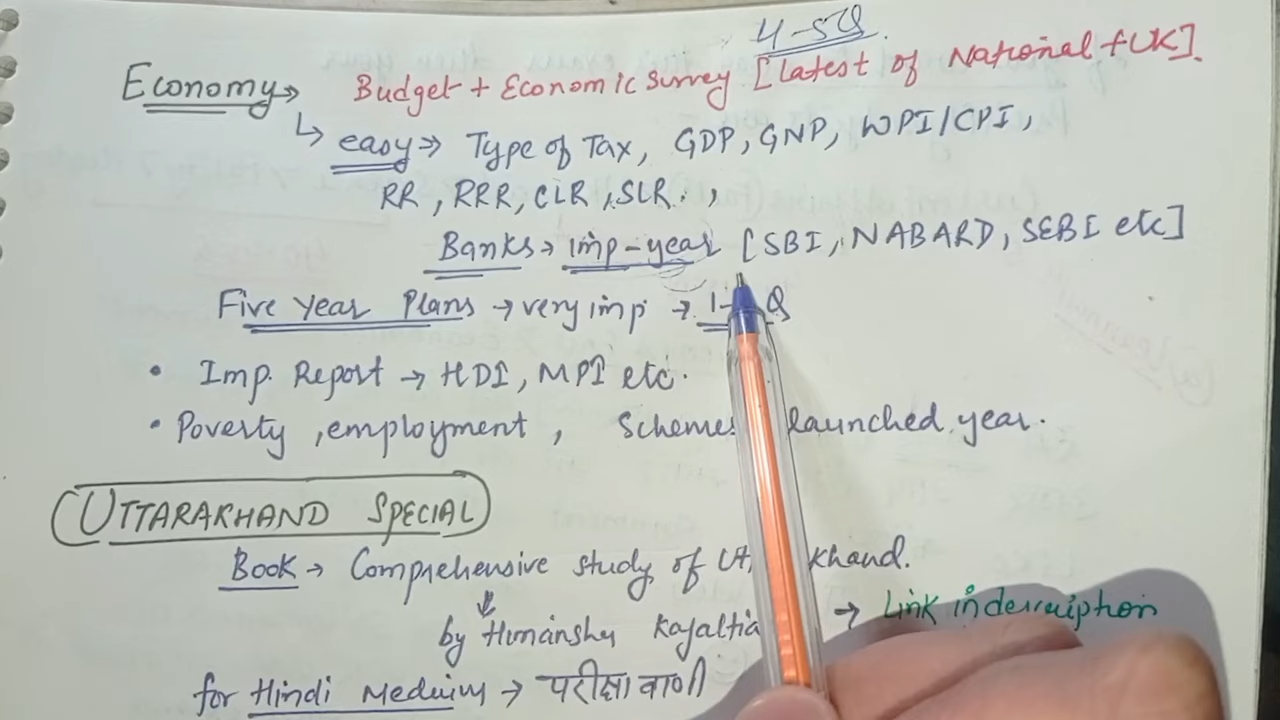 4-5Q.
Economy → Budget + Economic Survey [latest of National + UK].
↳ easy ⇒ Type of Tax, GDP, GNP, WPI/CPI,
RR, RRR, CLR, SLR. ,
Banks → Imp-year [SBI, NABARD, SEBI etc]
Five Year Plans → very imp → 1- Q
• Imp. Report → HDI, MPI etc.
• Poverty, employment, Schemes launched year.
UTTARAKHAND SPECIAL
Book → Comprehensive study of khand.
by Himanshu Kafaltia → Link in
for Hindi Medium → परीक्षा वाणी